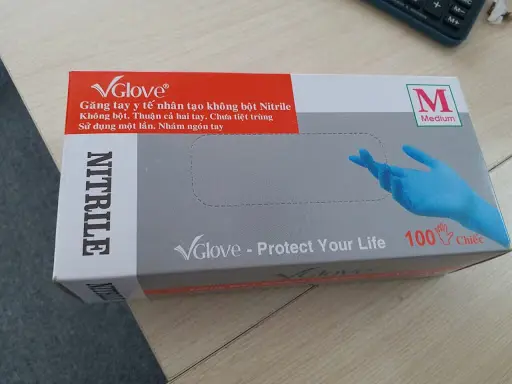 VGlove®
Găng tay y tế nhân tạo không bột Nitrile
Không bột. Thuận cả hai tay. Chưa tiệt trùng
Sử dụng một lần. Nhám ngón tay
M
Medium
NITRILE
VGlove - Protect Your Life
100 Chiếc
VGlove
M+
M-